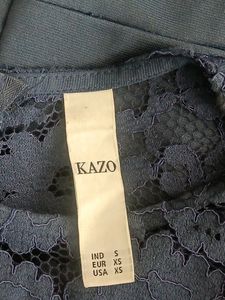 KAZO
IND S
EUR XS
USA XS